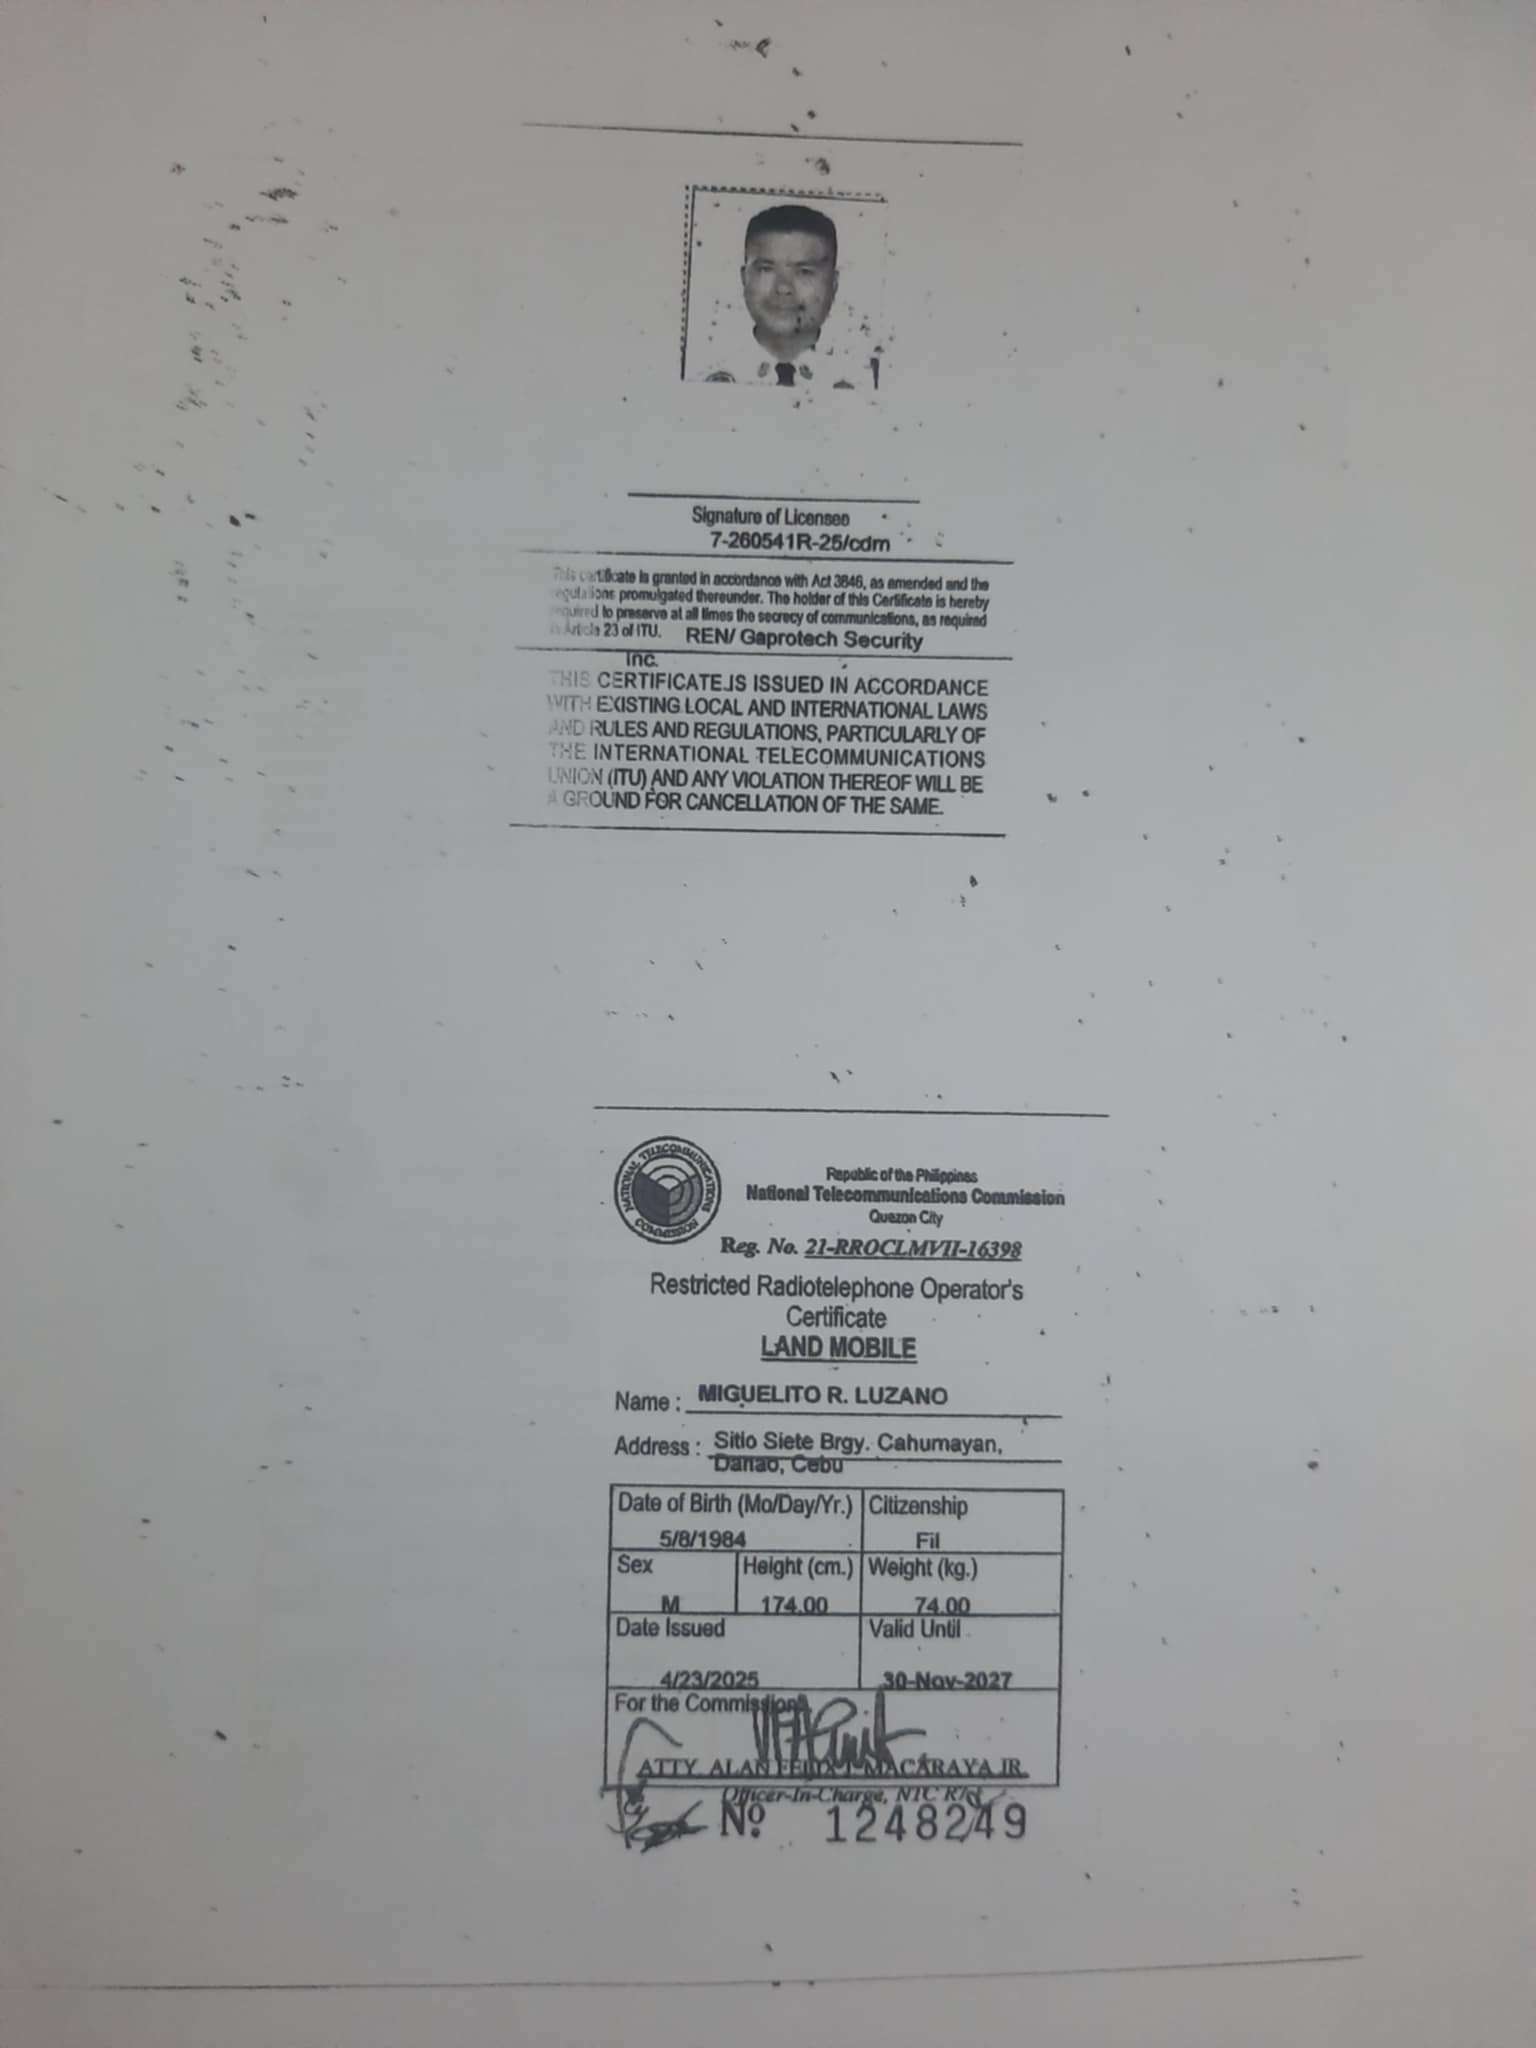 Signature of Licensee
7-260541R-25/cdm
This certificate is granted in accordance with Act 3846, as amended and the
regulations promulgated thereunder. The holder of this Certificate is hereby
required to preserve at all times the secrecy of communications, as required
in Article 23 of ITU. REN/ Gaprotech Security
Inc.
THIS CERTIFICATE IS ISSUED IN ACCORDANCE
WITH EXISTING LOCAL AND INTERNATIONAL LAWS
AND RULES AND REGULATIONS, PARTICULARLY OF
THE INTERNATIONAL TELECOMMUNICATIONS
UNION (ITU) AND ANY VIOLATION THEREOF WILL BE
A GROUND FOR CANCELLATION OF THE SAME.
NATIONAL TELECOMMUNICATIONS COMMISSION
Republic of the Philippines
National Telecommunications Commission
Quezon City
Reg. No. 21-RROCLMVII-16398
Restricted Radiotelephone Operator's
Certificate
LAND MOBILE
Name : MIGUELITO R. LUZANO
Address : Sitio Siete Brgy. Cahumayan,
Danao, Cebu
Date of Birth (Mo/Day/Yr.) Citizenship
5/8/1984 Fil
Sex Height (cm.) Weight (kg.)
M 174.00 74.00
Date Issued Valid Until
4/23/2025 30-Nov-2027
For the Commission
ATTY. ALAN FELIX MACARAYA JR.
Officer-In-Charge, NTC
Nº 1248249